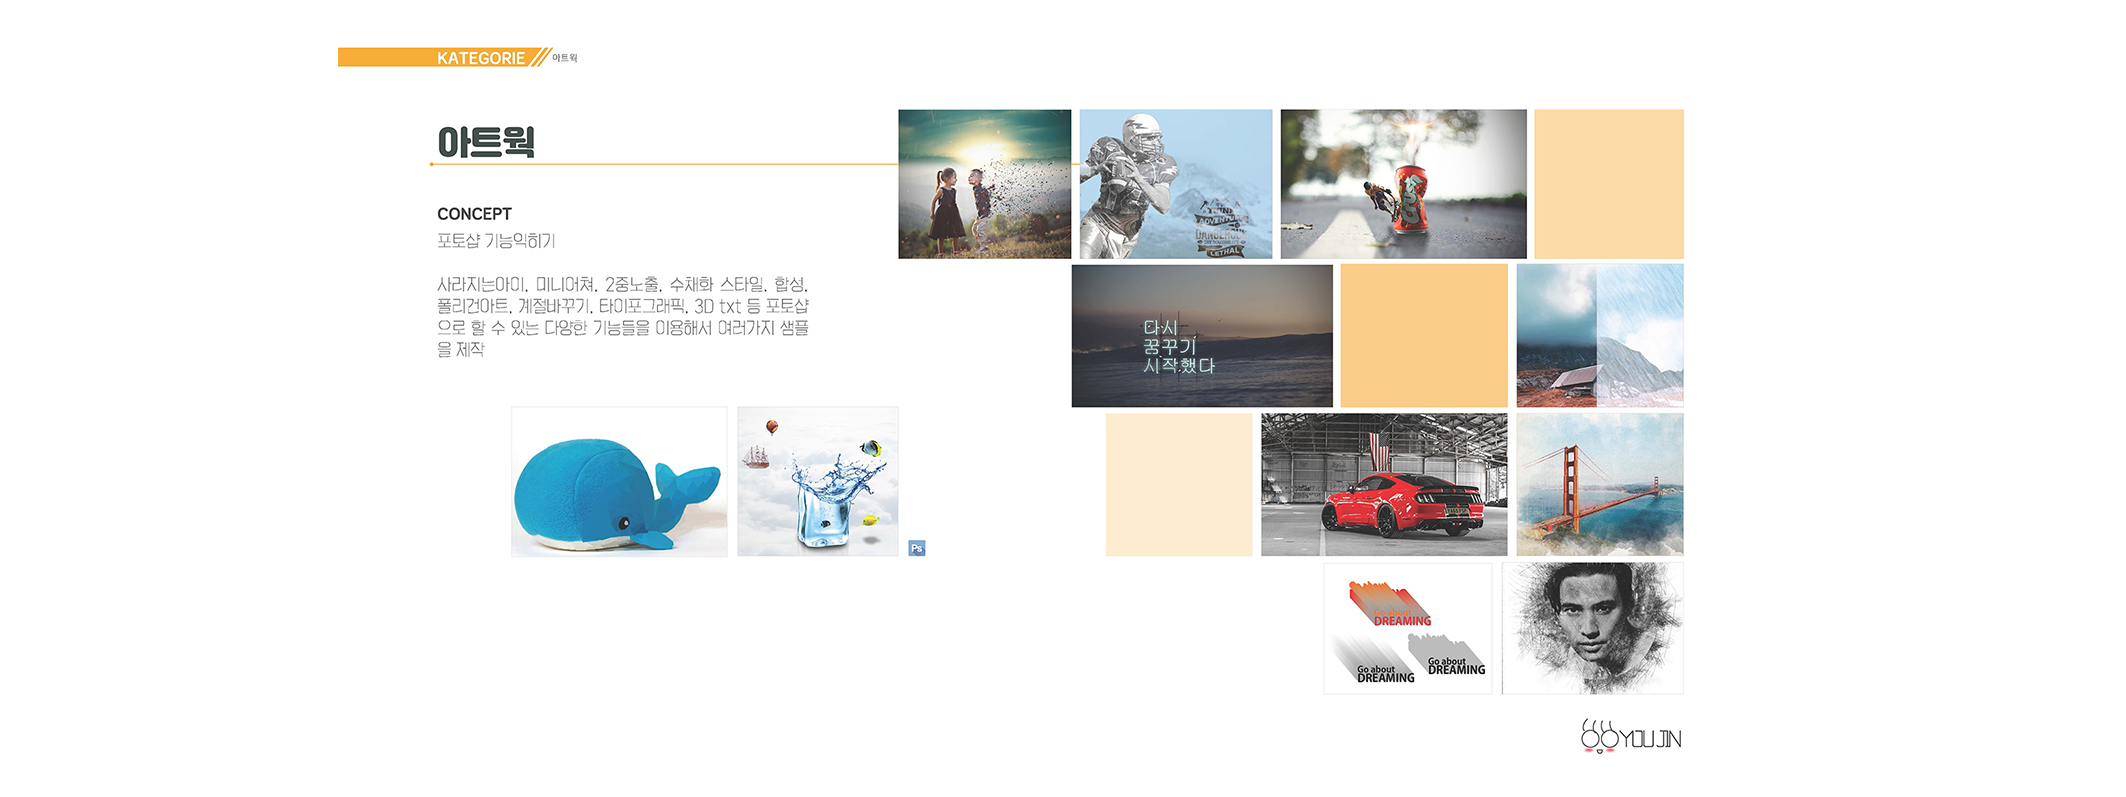 KATEGORIE
아트웍
아트웍
CONCEPT
포토샵 기능익히기
사라지는아이, 미니어쳐, 2중노출, 수채화 스타일, 합성,
폴리건아트, 계절바꾸기, 타이포그래픽, 3D txt 등 포토샵
으로 할 수 있는 다양한 기능들을 이용해서 여러가지 샘플
을 제작
THINK
ADVENTURE
DANGEROUS
LETHAL
다시
꿈꾸기
시작했다
Ps
Go about
DREAMING
Go about
DREAMING
Go about
DREAMING
YOUJIN